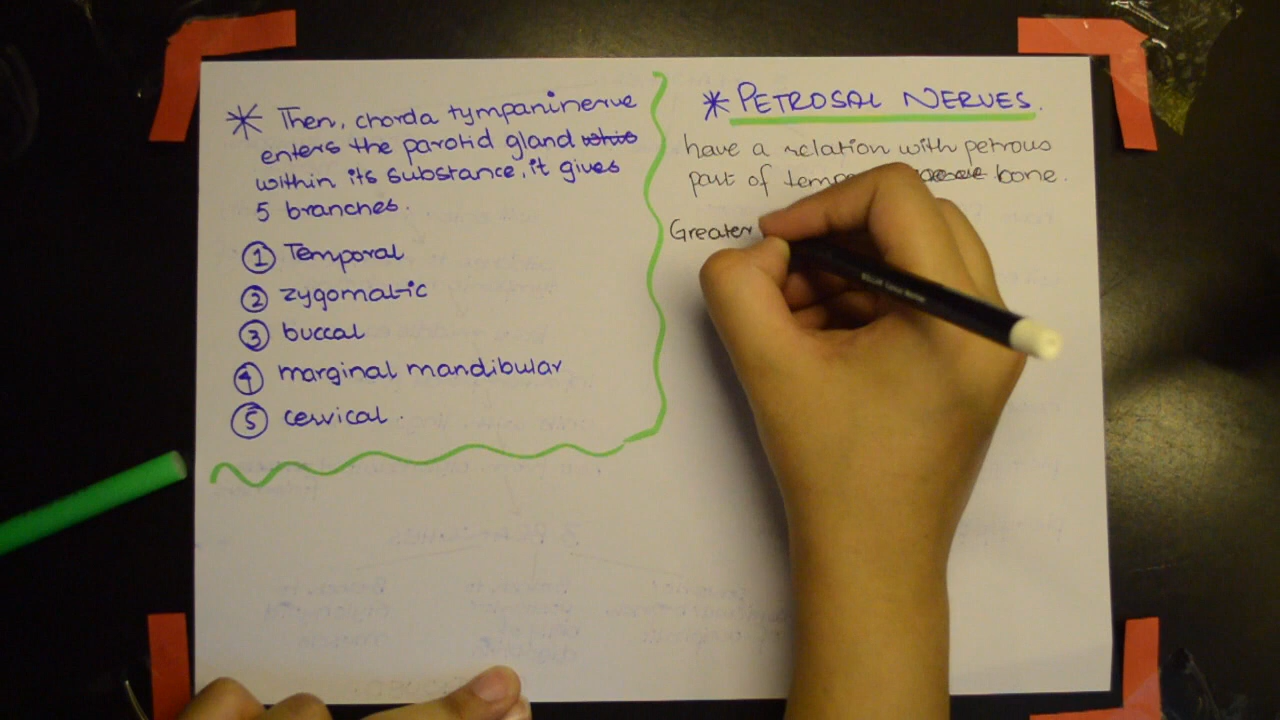 * Then, chorda tympani nerve
enters the parotid gland
within its substance, it gives
5 branches.
1 Temporal
2 zygomatic
3 buccal
4 marginal mandibular
5 cervical.
* PETROSAL NERVES.
have a relation with petrous
part of bone.
Greater